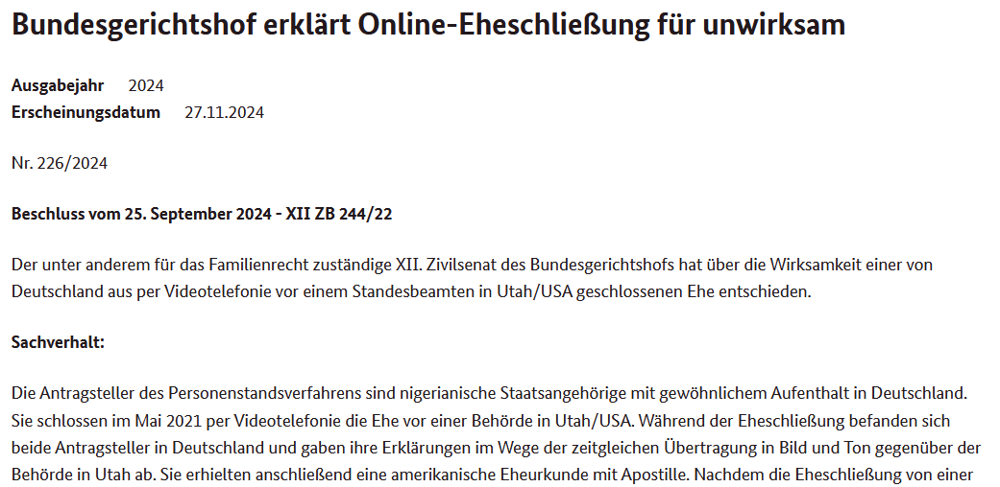 Bundesgerichtshof erklärt Online-Eheschließung für unwirksam
Ausgabejahr 2024
Erscheinungsdatum 27.11.2024
Nr. 226/2024
Beschluss vom 25. September 2024 - XII ZB 244/22
Der unter anderem für das Familienrecht zuständige XII. Zivilsenat des Bundesgerichtshofs hat über die Wirksamkeit einer von
Deutschland aus per Videotelefonie vor einem Standesbeamten in Utah/USA geschlossenen Ehe entschieden.
Sachverhalt:
Die Antragsteller des Personenstandsverfahrens sind nigerianische Staatsangehörige mit gewöhnlichem Aufenthalt in Deutschland.
Sie schlossen im Mai 2021 per Videotelefonie die Ehe vor einer Behörde in Utah/USA. Während der Eheschließung befanden sich
beide Antragsteller in Deutschland und gaben ihre Erklärungen im Wege der zeitgleichen Übertragung in Bild und Ton gegenüber der
Behörde in Utah ab. Sie erhielten anschließend eine amerikanische Eheurkunde mit Apostille. Nachdem die Eheschließung von einer